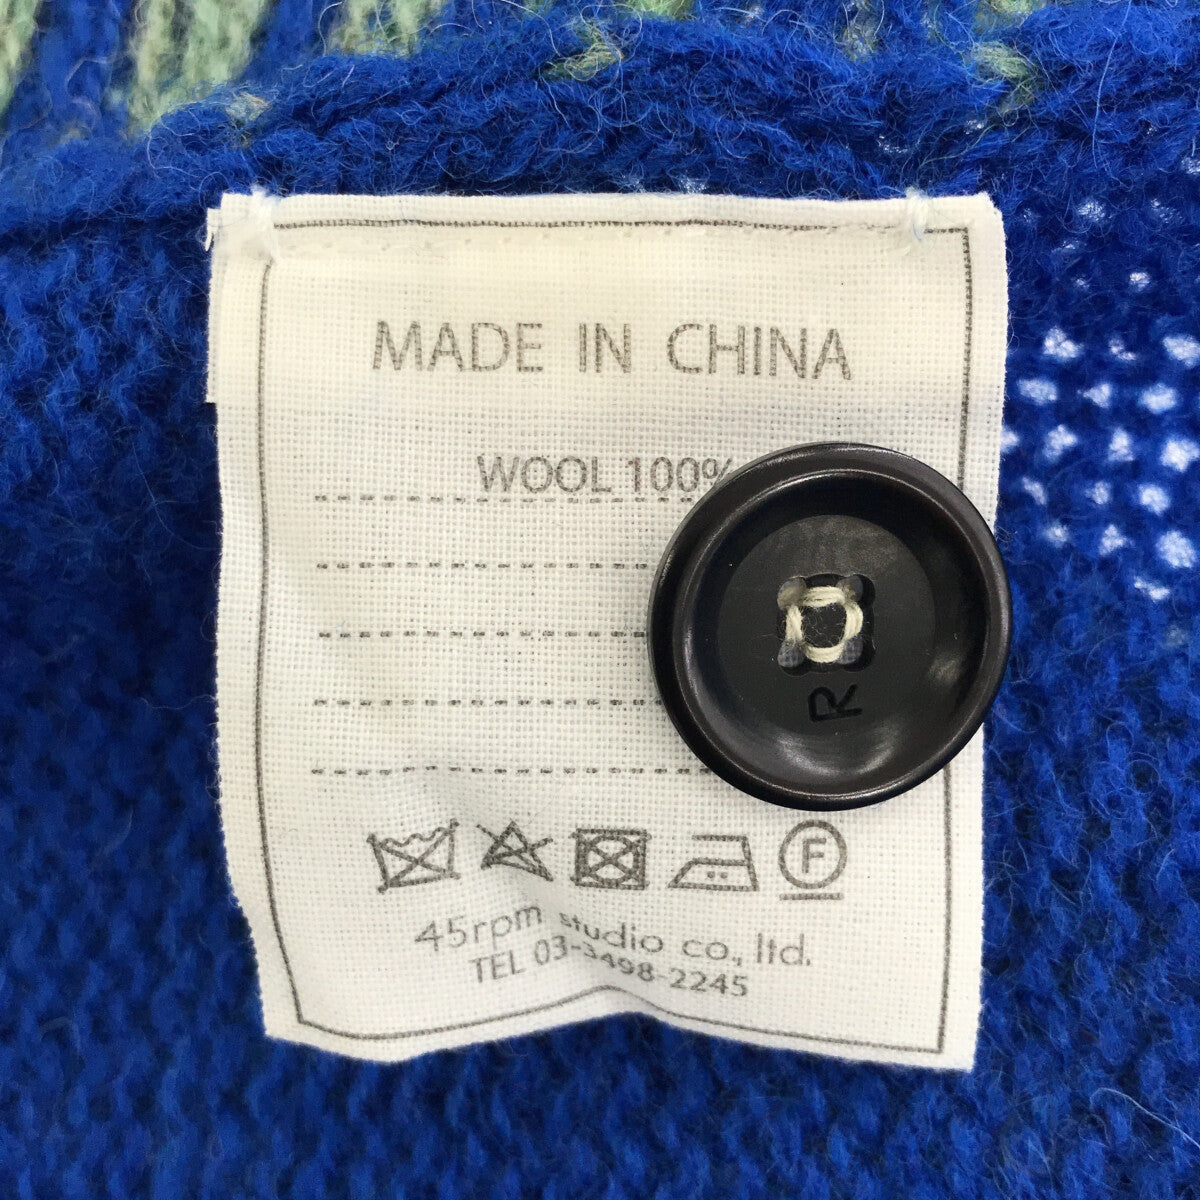 MADE IN CHINA
WOOL 100%
R
F
45rpm studio co., ltd.
TEL 03-3498-2245